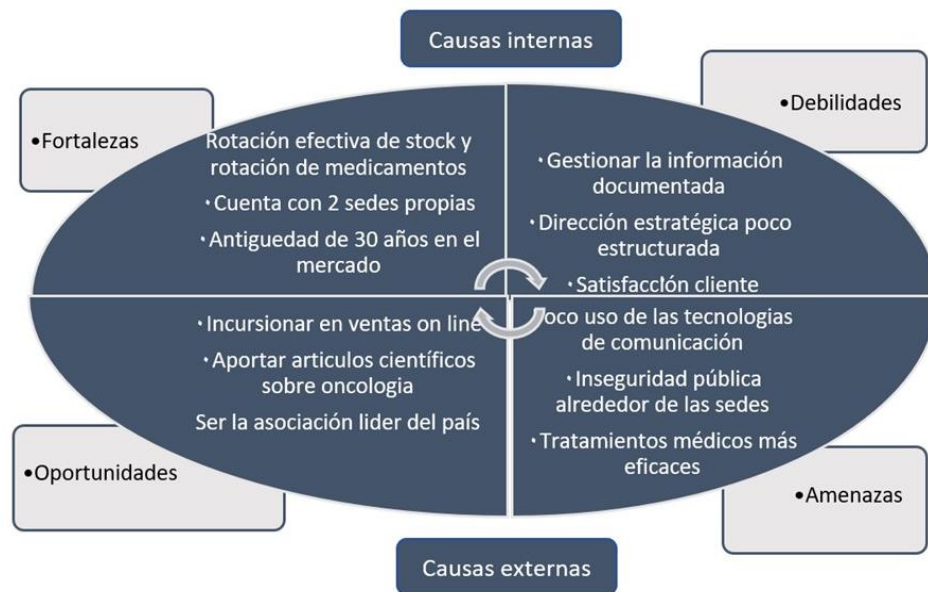 Causas internas
•Fortalezas
•Debilidades
Rotación efectiva de stock y
rotación de medicamentos
· Cuenta con 2 sedes propias
· Antiguedad de 30 años en el
mercado
· Gestionar la información
documentada
· Dirección estratégica poco
estructurada
· Satisfacción cliente
· Incursionar en ventas on line
· Aportar articulos científicos
sobre oncologia
Ser la asociación lider del país
oco uso de las tecnologias
de comunicación
· Inseguridad pública
alrededor de las sedes
· Tratamientos médicos más
eficaces
•Oportunidades
•Amenazas
Causas externas